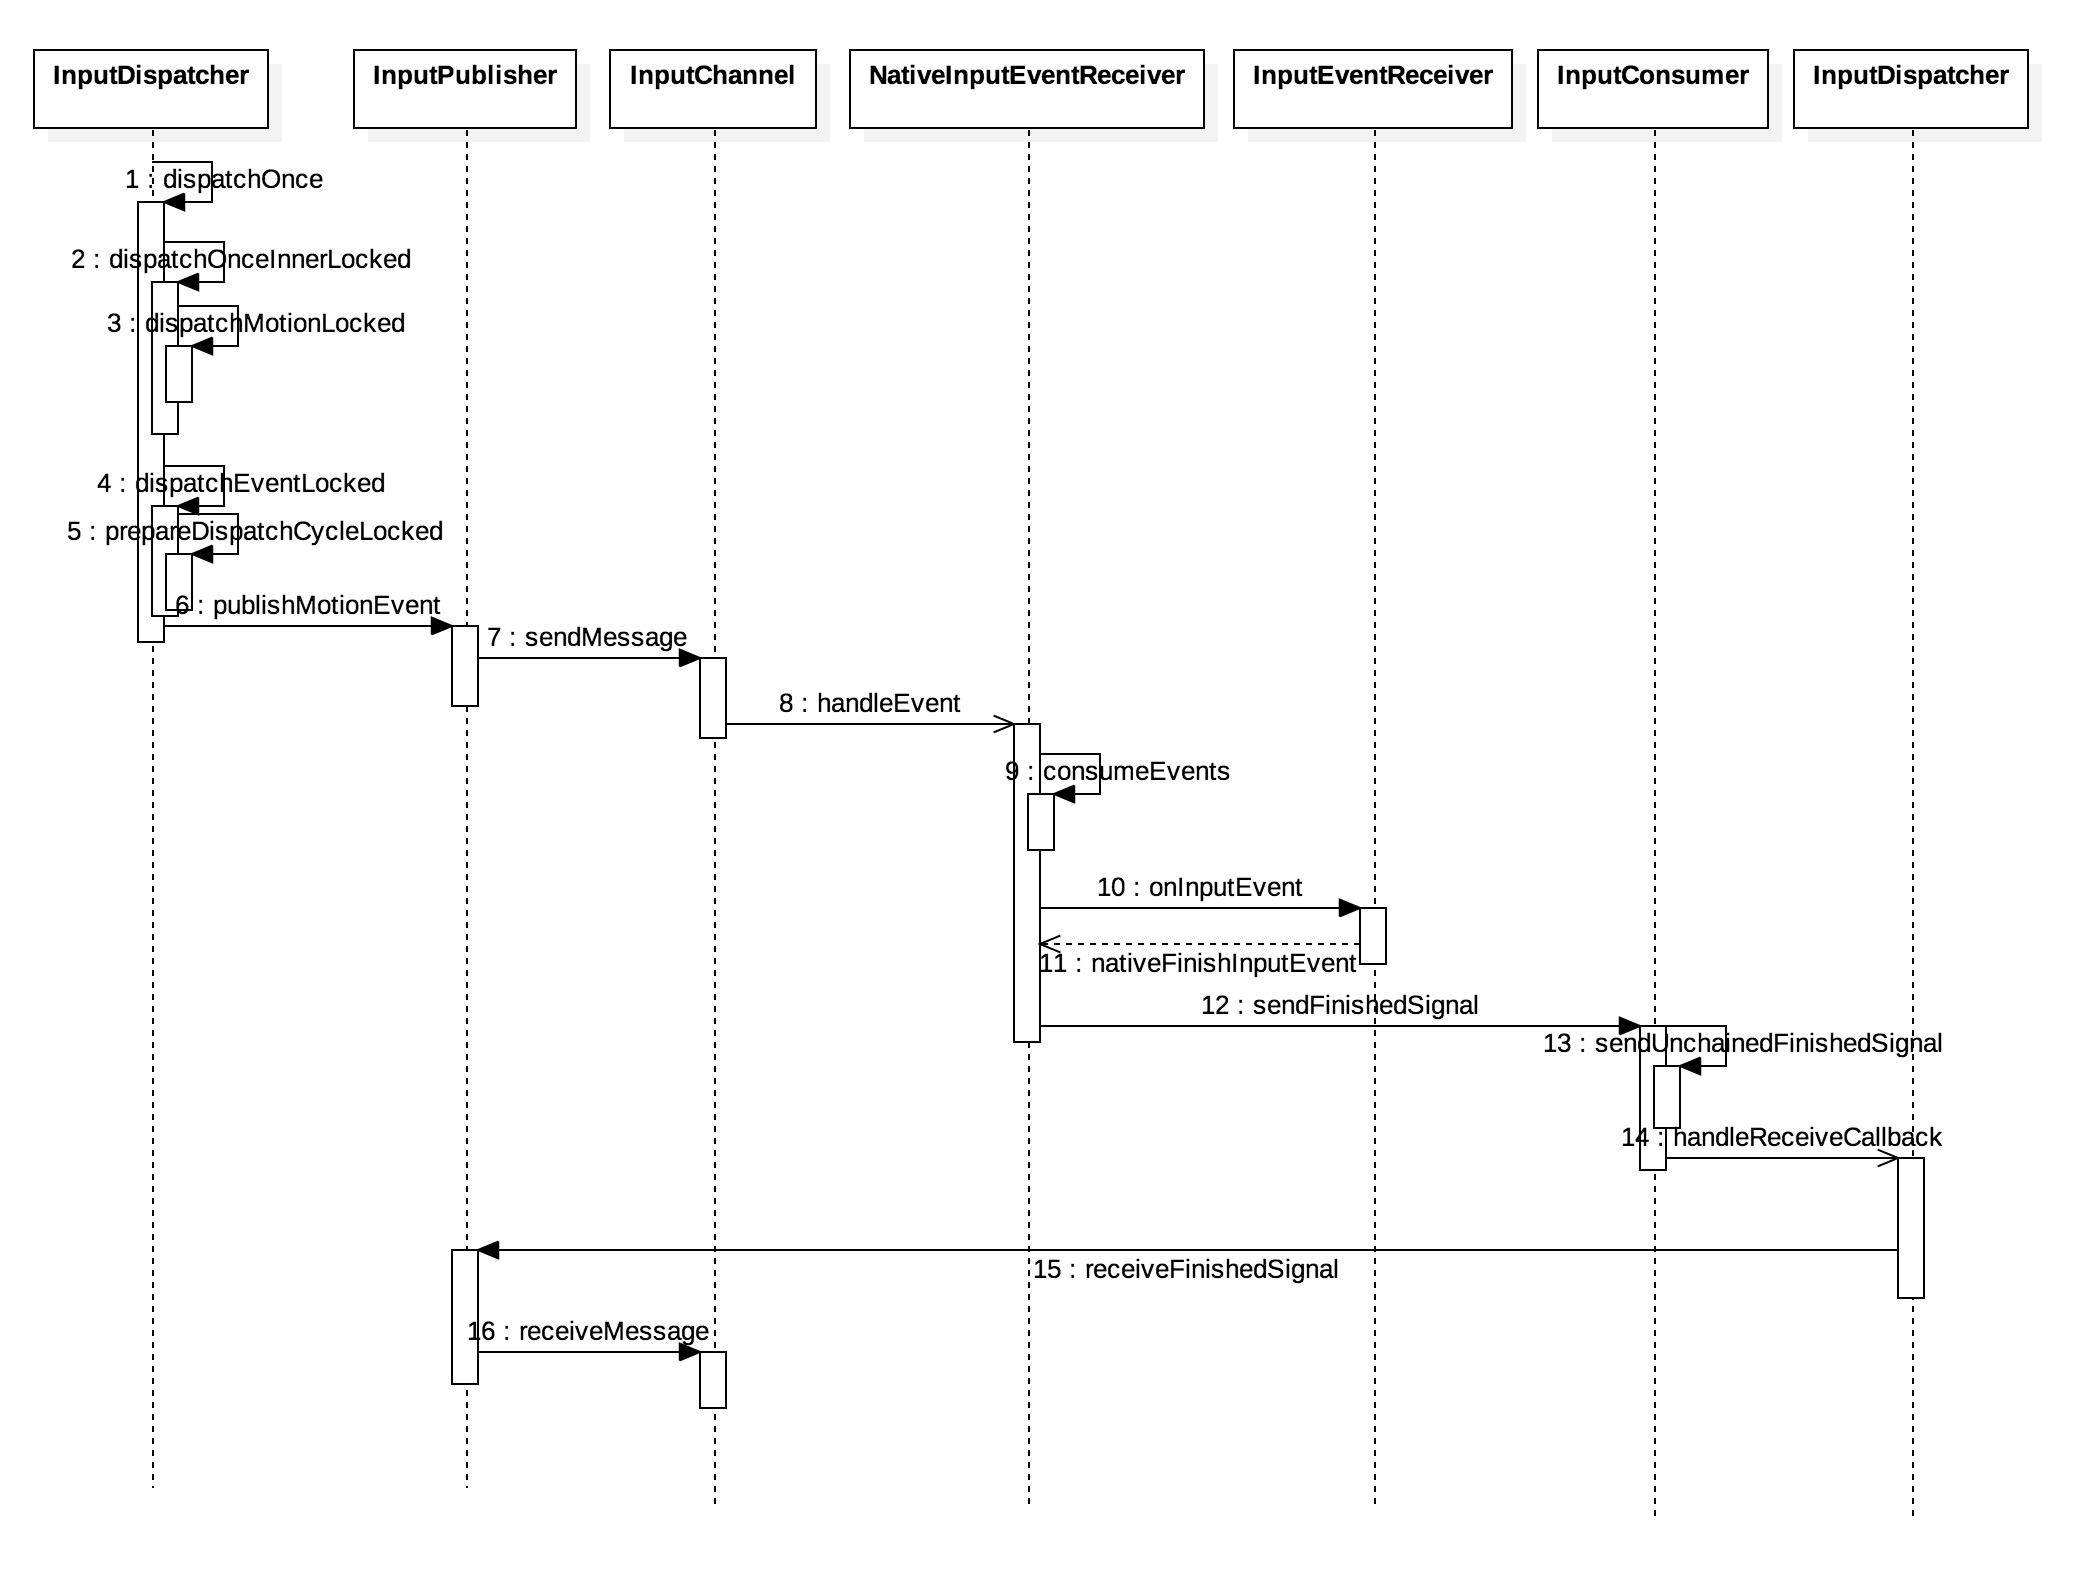 InputDispatcher
InputPublisher
InputChannel
NativeInputEventReceiver
InputEventReceiver
InputConsumer
InputDispatcher
1 : dispatchOnce
2 : dispatchOnceInnerLocked
3 : dispatchMotionLocked
4 : dispatchEventLocked
5 : prepareDispatchCycleLocked
6 : publishMotionEvent
7 : sendMessage
8 : handleEvent
9 : consumeEvents
10 : onInputEvent
11 : nativeFinishInputEvent
12 : sendFinishedSignal
13 : sendUnchainedFinishedSignal
14 : handleReceiveCallback
15 : receiveFinishedSignal
16 : receiveMessage